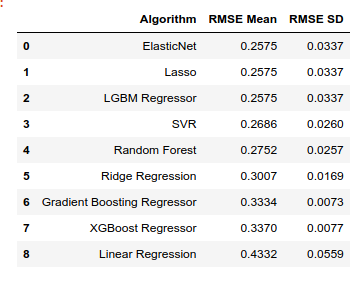 Algorithm RMSE Mean RMSE SD
0 ElasticNet 0.2575 0.0337
1 Lasso 0.2575 0.0337
2 LGBM Regressor 0.2575 0.0337
3 SVR 0.2686 0.0260
4 Random Forest 0.2752 0.0257
5 Ridge Regression 0.3007 0.0169
6 Gradient Boosting Regressor 0.3334 0.0073
7 XGBoost Regressor 0.3370 0.0077
8 Linear Regression 0.4332 0.0559